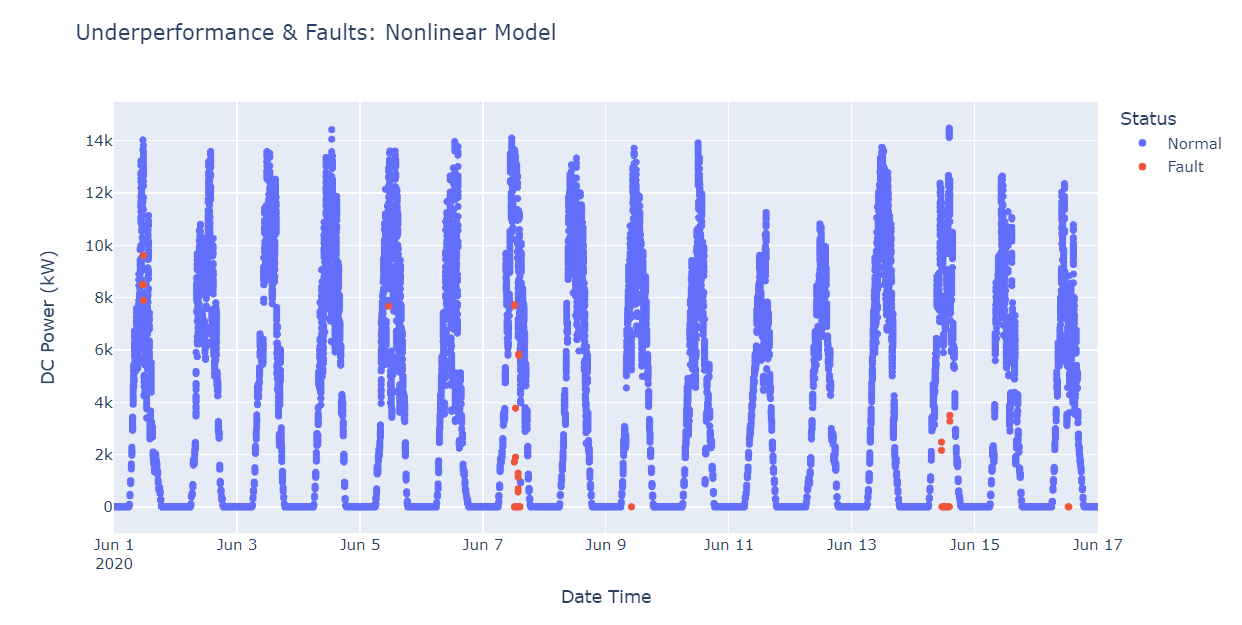 Underperformance & Faults: Nonlinear Model
Status
Normal
Fault
DC Power (kW)
14k
12k
10k
8k
6k
4k
2k
0
Jun 1
2020
Jun 3
Jun 5
Jun 7
Jun 9
Jun 11
Jun 13
Jun 15
Jun 17
Date Time